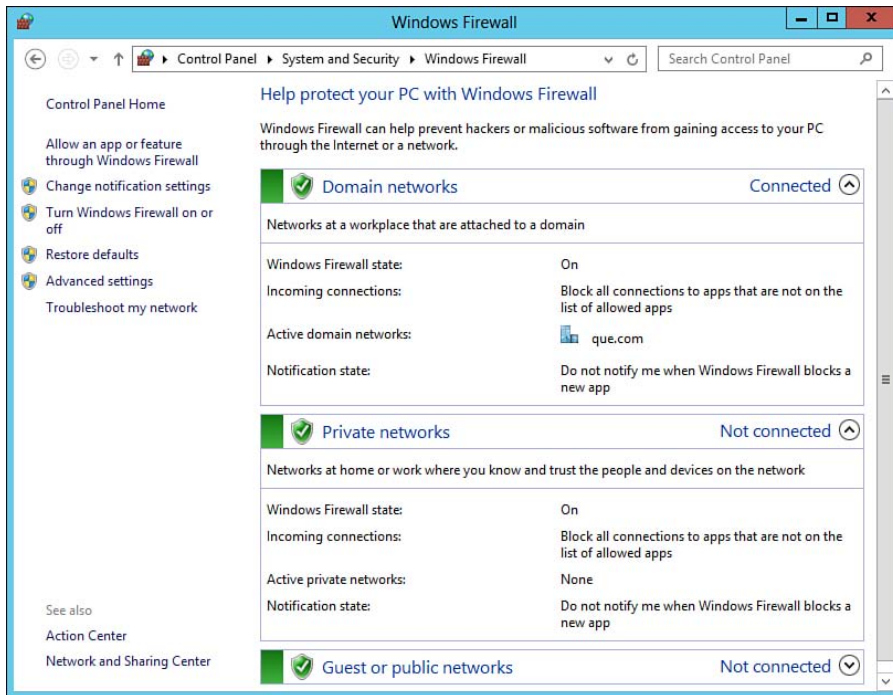 Windows Firewall
Control Panel
System and Security
Windows Firewall
Search Control Panel
Control Panel Home
Allow an app or feature
through Windows Firewall
Change notification settings
Turn Windows Firewall on or
off
Restore defaults
Advanced settings
Troubleshoot my network
See also
Action Center
Network and Sharing Center
Help protect your PC with Windows Firewall
Windows Firewall can help prevent hackers or malicious software from gaining access to your PC
through the Internet or a network.
Domain networks Connected
Networks at a workplace that are attached to a domain
Windows Firewall state: On
Incoming connections: Block all connections to apps that are not on the
list of allowed apps
Active domain networks: que.com
Notification state: Do not notify me when Windows Firewall blocks a
new app
Private networks Not connected
Networks at home or work where you know and trust the people and devices on the network
Windows Firewall state: On
Incoming connections: Block all connections to apps that are not on the
list of allowed apps
Active private networks: None
Notification state: Do not notify me when Windows Firewall blocks a
new app
Guest or public networks Not connected